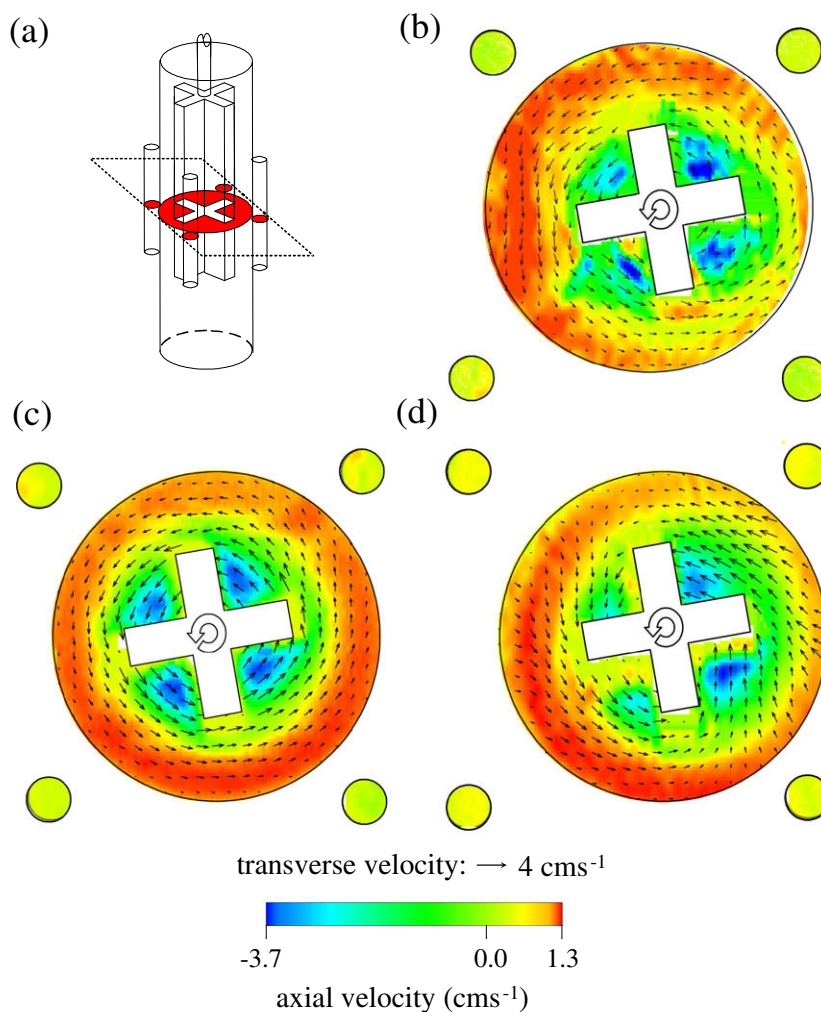 (a)
(b)
(c)
(d)
transverse velocity: → 4 cms⁻¹
-3.7 0.0 1.3
axial velocity (cms⁻¹)